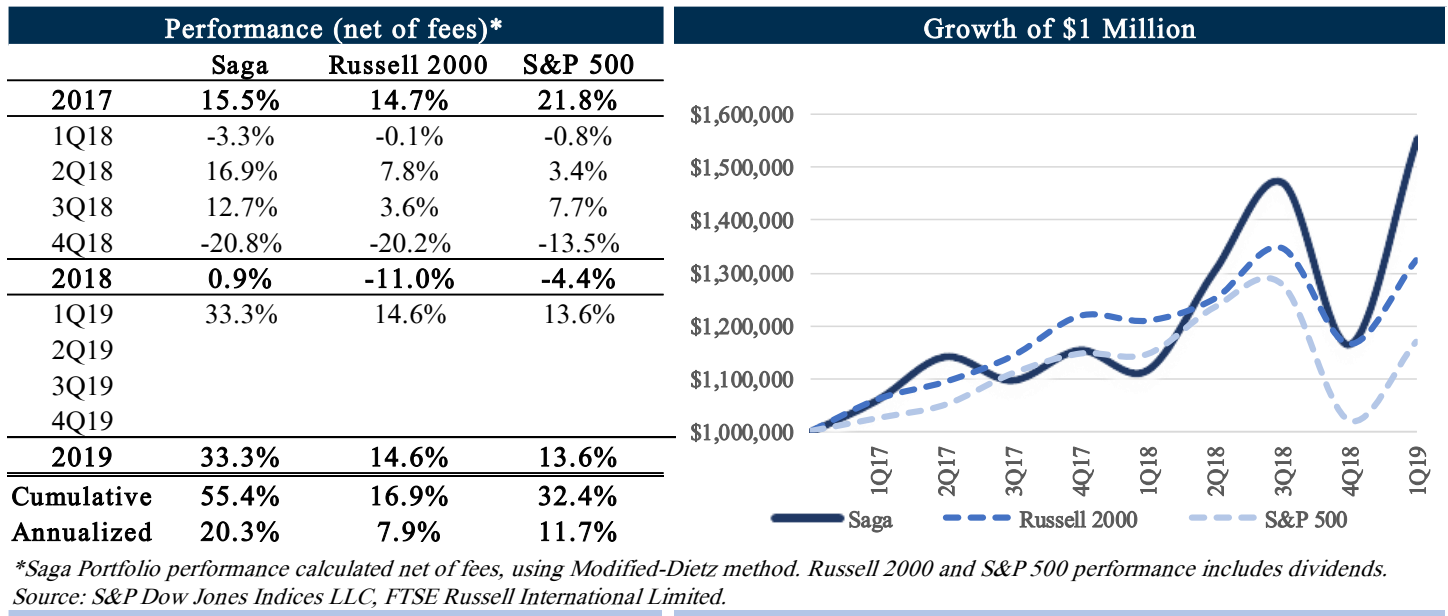 Performance (net of fees)*
Saga Russell 2000 S&P 500
2017 15.5% 14.7% 21.8%
1Q18 -3.3% -0.1% -0.8%
2Q18 16.9% 7.8% 3.4%
3Q18 12.7% 3.6% 7.7%
4Q18 -20.8% -20.2% -13.5%
2018 0.9% -11.0% -4.4%
1Q19 33.3% 14.6% 13.6%
2Q19
3Q19
4Q19
2019 33.3% 14.6% 13.6%
Cumulative 55.4% 16.9% 32.4%
Annualized 20.3% 7.9% 11.7%
Growth of $1 Million
$1,600,000
$1,500,000
$1,400,000
$1,300,000
$1,200,000
$1,100,000
$1,000,000
1Q17 2Q17 3Q17 4Q17 1Q18 2Q18 3Q18 4Q18 1Q19
Saga Russell 2000 S&P 500
*Saga Portfolio performance calculated net of fees, using Modified-Dietz method. Russell 2000 and S&P 500 performance includes dividends.
Source: S&P Dow Jones Indices LLC, FTSE Russell International Limited.